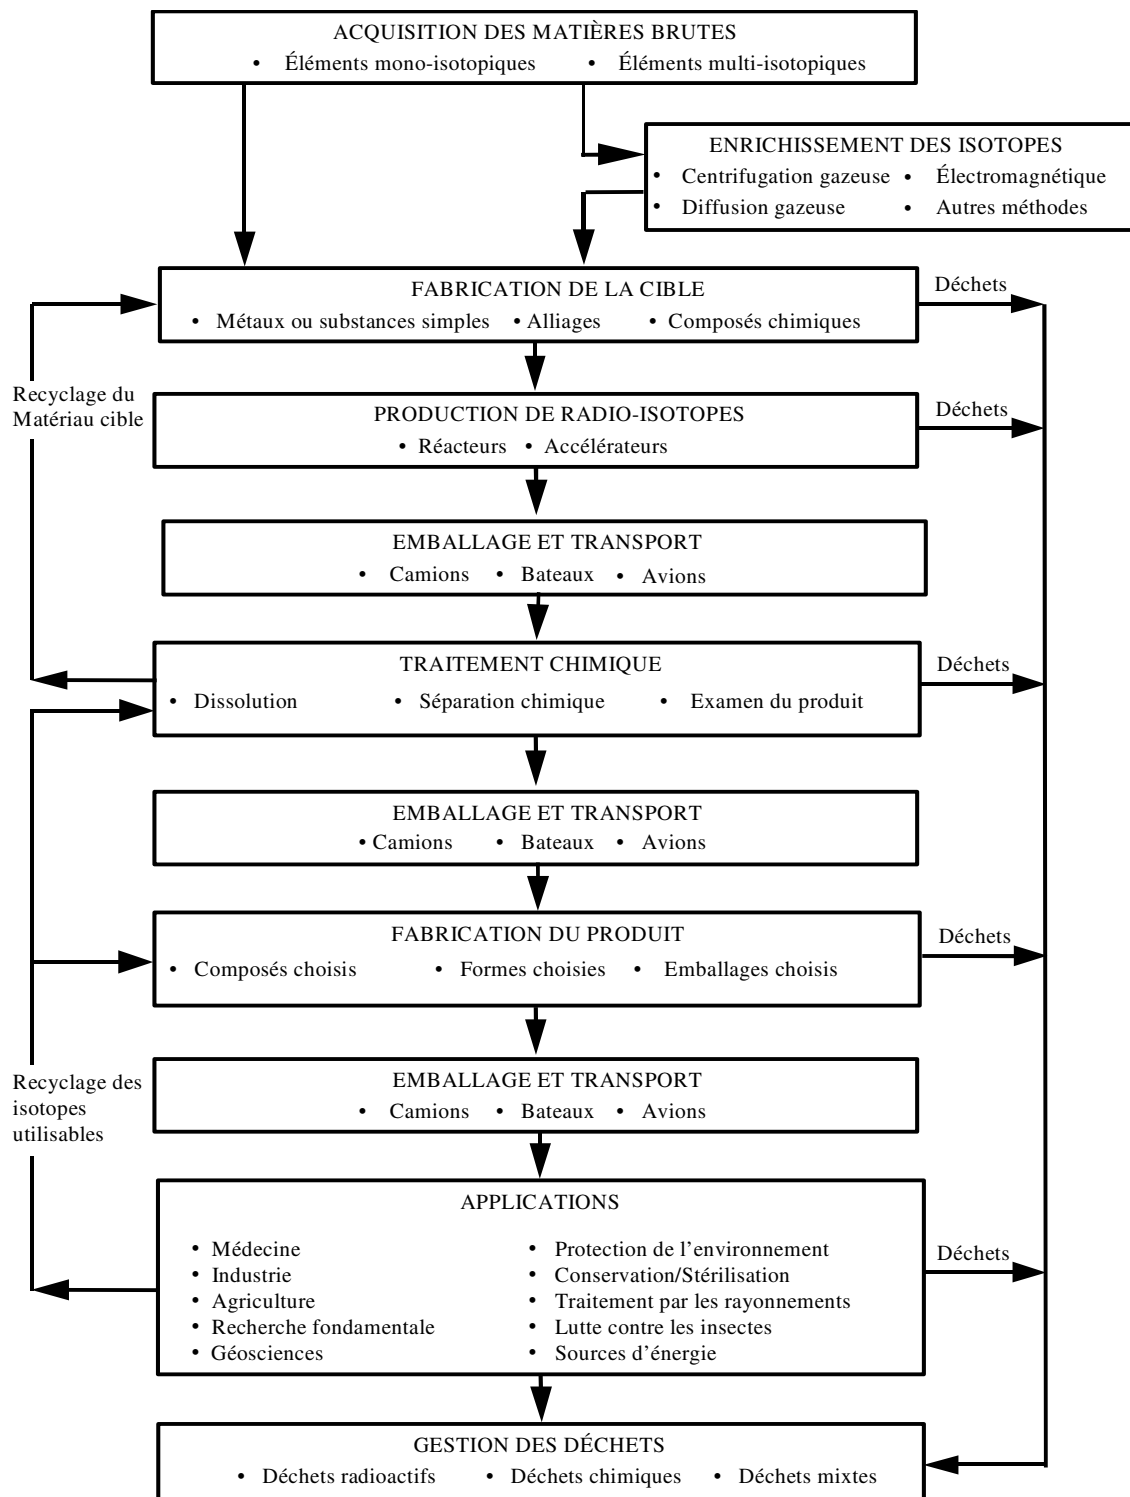 ACQUISITION DES MATIÈRES BRUTES
• Éléments mono-isotopiques • Éléments multi-isotopiques
ENRICHISSEMENT DES ISOTOPES
• Centrifugation gazeuse • Électromagnétique
• Diffusion gazeuse • Autres méthodes
FABRICATION DE LA CIBLE
• Métaux ou substances simples • Alliages • Composés chimiques
Déchets
Recyclage du
Matériau cible
PRODUCTION DE RADIO-ISOTOPES
• Réacteurs • Accélérateurs
Déchets
EMBALLAGE ET TRANSPORT
• Camions • Bateaux • Avions
TRAITEMENT CHIMIQUE
• Dissolution • Séparation chimique • Examen du produit
Déchets
EMBALLAGE ET TRANSPORT
• Camions • Bateaux • Avions
FABRICATION DU PRODUIT
• Composés choisis • Formes choisies • Emballages choisis
Déchets
Recyclage des
isotopes
utilisables
EMBALLAGE ET TRANSPORT
• Camions • Bateaux • Avions
APPLICATIONS
• Médecine • Protection de l’environnement
• Industrie • Conservation/Stérilisation
• Agriculture • Traitement par les rayonnements
• Recherche fondamentale • Lutte contre les insectes
• Géosciences • Sources d’énergie
Déchets
GESTION DES DÉCHETS
• Déchets radioactifs • Déchets chimiques • Déchets mixtes